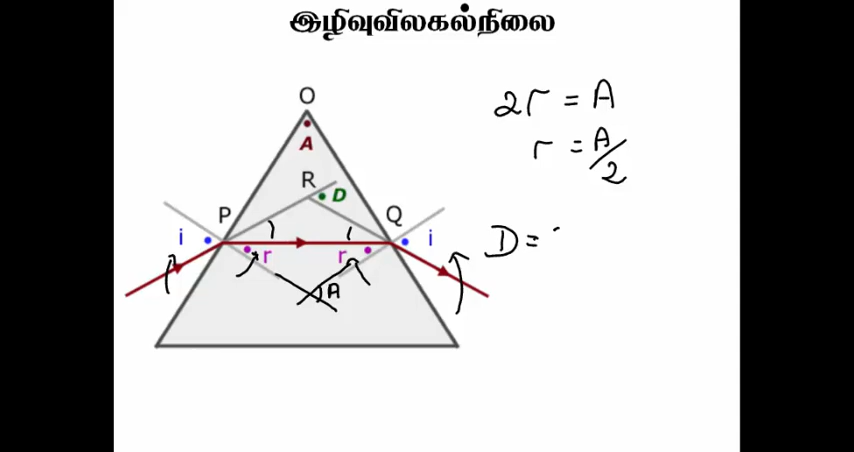 இழிவுவிலகல்நிலை
O
A
2r = A
r = A/2
R
D
P
Q
i
r
r
i
D =
A